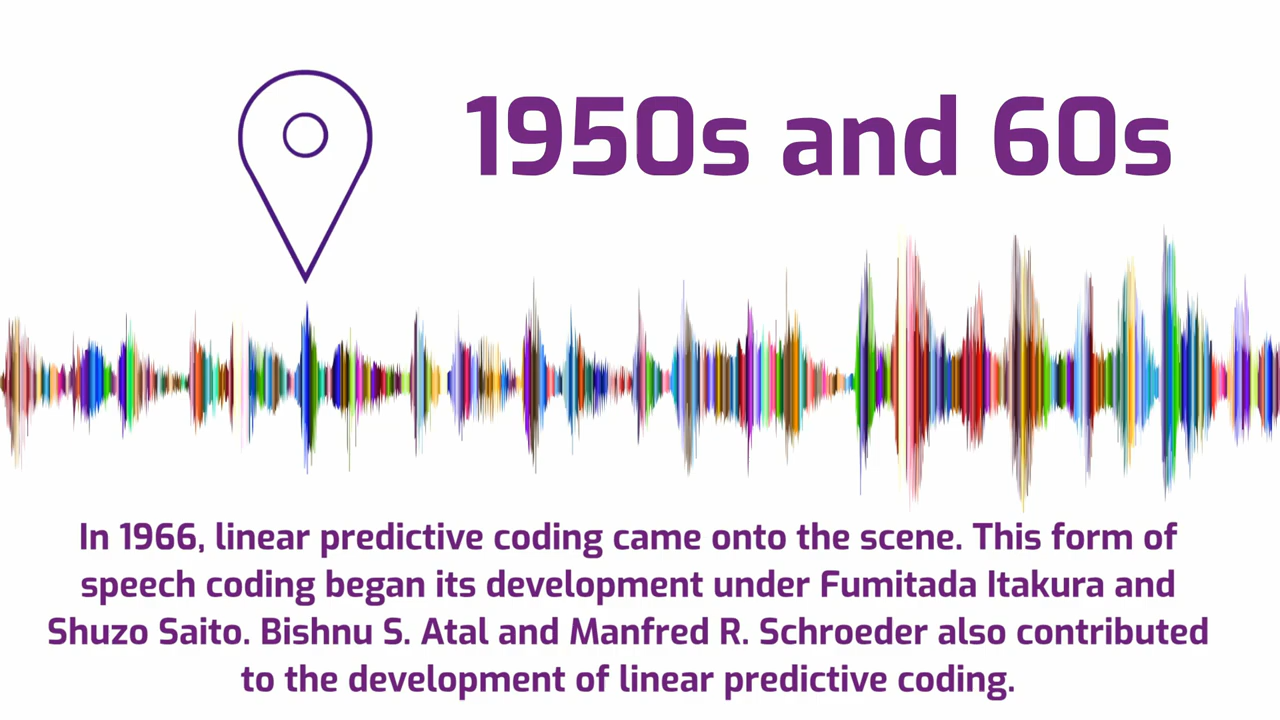 1950s and 60s
In 1966, linear predictive coding came onto the scene. This form of
speech coding began its development under Fumitada Itakura and
Shuzo Saito. Bishnu S. Atal and Manfred R. Schroeder also contributed
to the development of linear predictive coding.